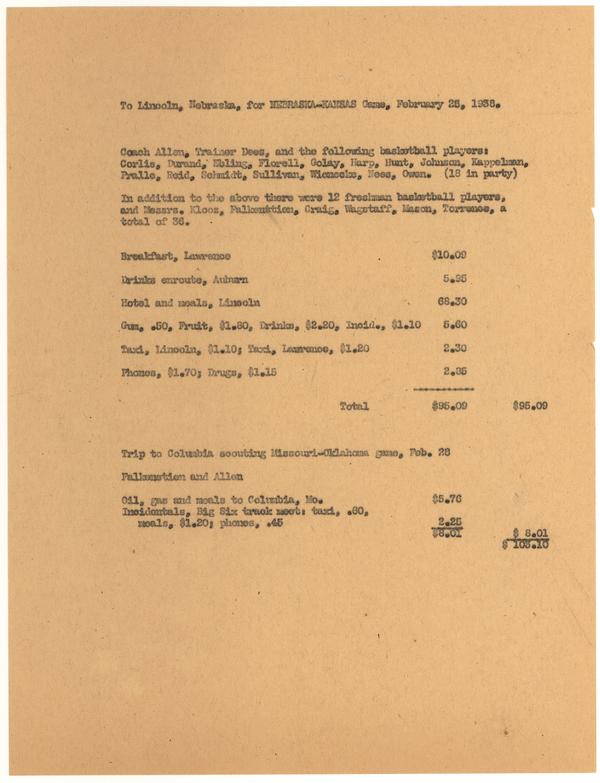 To Lincoln, Nebraska, for NEBRASKA-KANSAS Game, February 25, 1938.
Coach Allen, Trainer Dees, and the following basketball players:
Corlis, Durand, Ebling, Florell, Golay, Harp, Hunt, Johnson, Kappelman,
Pralle, Reid, Schmidt, Sullivan, Wienecke, Nees, Owen. (18 in party)
In addition to the above there were 12 freshman basketball players,
and Messrs. Kloos, Falkenstien, Craig, Wagstaff, Mason, Torrence, a
total of 36.
Breakfast, Lawrence $10.09
Drinks enroute, Auburn 5.95
Hotel and meals, Lincoln 68.30
Gum, .50, Fruit, $1.80, Drinks, $2.20, Incid., $1.10 5.60
Taxi, Lincoln, $1.10; Taxi, Lawrence, $1.20 2.30
Phones, $1.70; Drugs, $1.15 2.85
Total $95.09 $95.09
Trip to Columbia scouting Missouri-Oklahoma game, Feb. 28
Falkenstien and Allen
Oil, gas and meals to Columbia, Mo. $5.76
Incidentals, Big Six track meet: taxi, .60,
meals, $1.20; phones, .45 2.25
$8.01 $ 8.01
$ 103.10